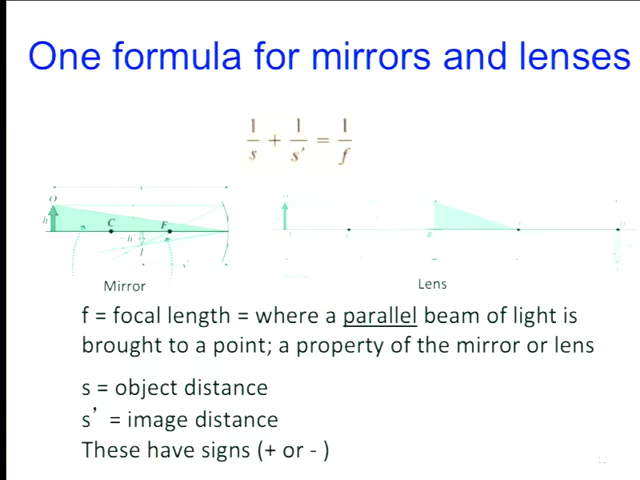 One formula for mirrors and lenses
1/s + 1/s' = 1/f
O
h
C
F
-h'
I
Mirror
Lens
f = focal length = where a parallel beam of light is
brought to a point; a property of the mirror or lens
s = object distance
s' = image distance
These have signs (+ or - )
12